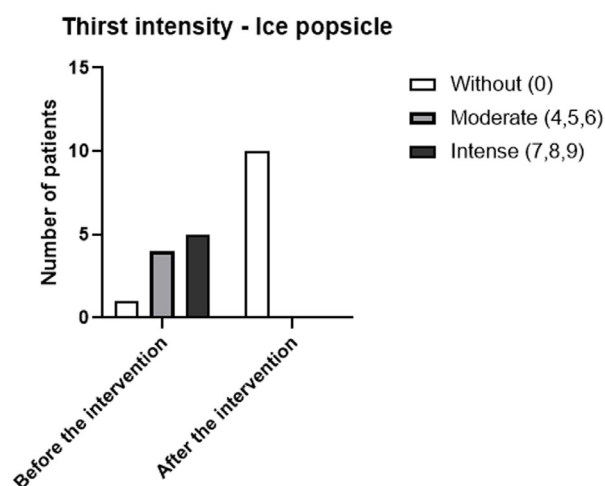 Thirst intensity - Ice popsicle
Number of patients
15
10
5
0
Before the intervention
After the intervention
Without (0)
Moderate (4,5,6)
Intense (7,8,9)